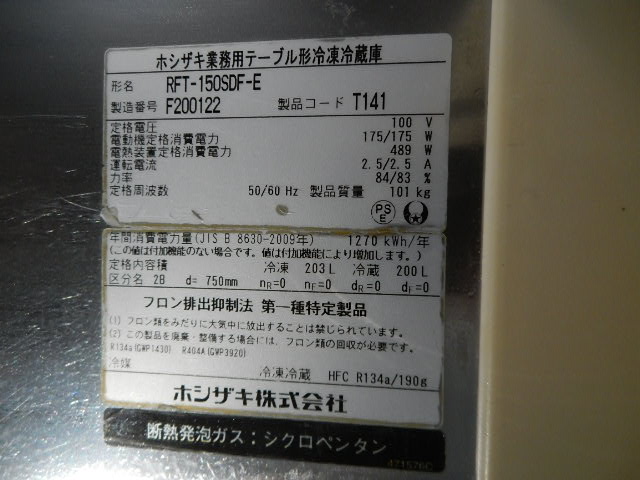 ホシザキ業務用テーブル形冷凍冷蔵庫
形名 RFT-150SDF-E
製造番号 F200122 製品コード T141
定格電圧 100 V
電動機定格消費電力 175/175 W
電熱装置定格消費電力 489 W
運転電流 2.5/2.5 A
力率 84/83 %
定格周波数 50/60 Hz 製品質量 101 kg
PS E
年間消費電力量(JIS B 8630-2009年) 1270 kWh/年
(この値は付加機能のない場合です。値は付加機能により増加します。)
定格内容積 冷凍 203 L 冷蔵 200 L
区分名 2B d= 750mm nR=0 nF=0 dR=0 dF=0
フロン排出抑制法 第一種特定製品
(1) フロン類をみだりに大気中に放出することは禁じられています。
(2) この製品を廃棄・整備する場合には、フロン類の回収が必要です。
R134a(GWP1430) R404A(GWP3920)
冷媒 冷凍冷蔵 HFC R134a/190g
ホシザキ株式会社
断熱発泡ガス:シクロペンタン